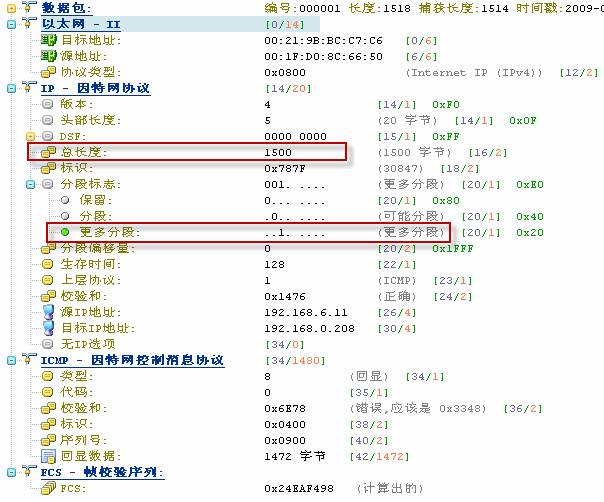 数据包: 编号:000001 长度:1518 捕获长度:1514 时间戳:2009-0
以太网 - II [0/14]
目标地址: 00:21:9B:BC:C7:C6 [0/6]
源地址: 00:1F:D0:8C:66:50 [6/6]
协议类型: 0x0800 (Internet IP (IPv4)) [12/2]
IP - 因特网协议 [14/20]
版本: 4 [14/1] 0xF0
头部长度: 5 (20 字节) [14/1] 0x0F
DSF: 0000 0000 [15/1] 0xFF
总长度: 1500 (1500 字节) [16/2]
标识: 0x787F (30847) [18/2]
分段标志: 001. .... (更多分段) [20/1] 0xE0
保留: 0... .... [20/1] 0x80
分段: .0.. .... (可能分段) [20/1] 0x40
更多分段: ..1. .... (更多分段) [20/1] 0x20
分段偏移量: 0 [20/2] 0x1FFF
生存时间: 128 [22/1]
上层协议: 1 (ICMP) [23/1]
校验和: 0x1476 (正确) [24/2]
源IP地址: 192.168.6.11 [26/4]
目标IP地址: 192.168.0.208 [30/4]
无IP选项 [34/0]
ICMP - 因特网控制消息协议 [34/1480]
类型: 8 (回显) [34/1]
代码: 0 [35/1]
校验和: 0x6E78 (错误,应该是 0x3348) [36/2]
标识: 0x0400 [38/2]
序列号: 0x0900 [40/2]
回显数据: 1472 字节 [42/1472]
FCS - 帧校验序列:
FCS: 0x24EAF498 (计算出的)